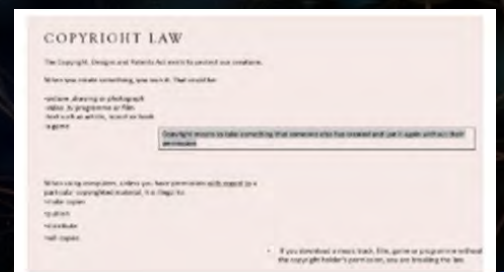 COPYRIGHT LAW
The Copyright, Designs and Patents Act exists to protect our creations.
When you create something, you own it. That could be:
•picture, drawing or photograph
•video, tv programme or film
•text such as article, report or book
•a game
Copyright means to take something that someone else has created and use it again without their
permission
When using computers, unless you have permission with regard to a
particular copyrighted material, it is illegal to:
•make copies
•publish
•distribute
•sell copies
• If you download a music track, film, game or programme without
the copyright holder's permission, you are breaking the law.